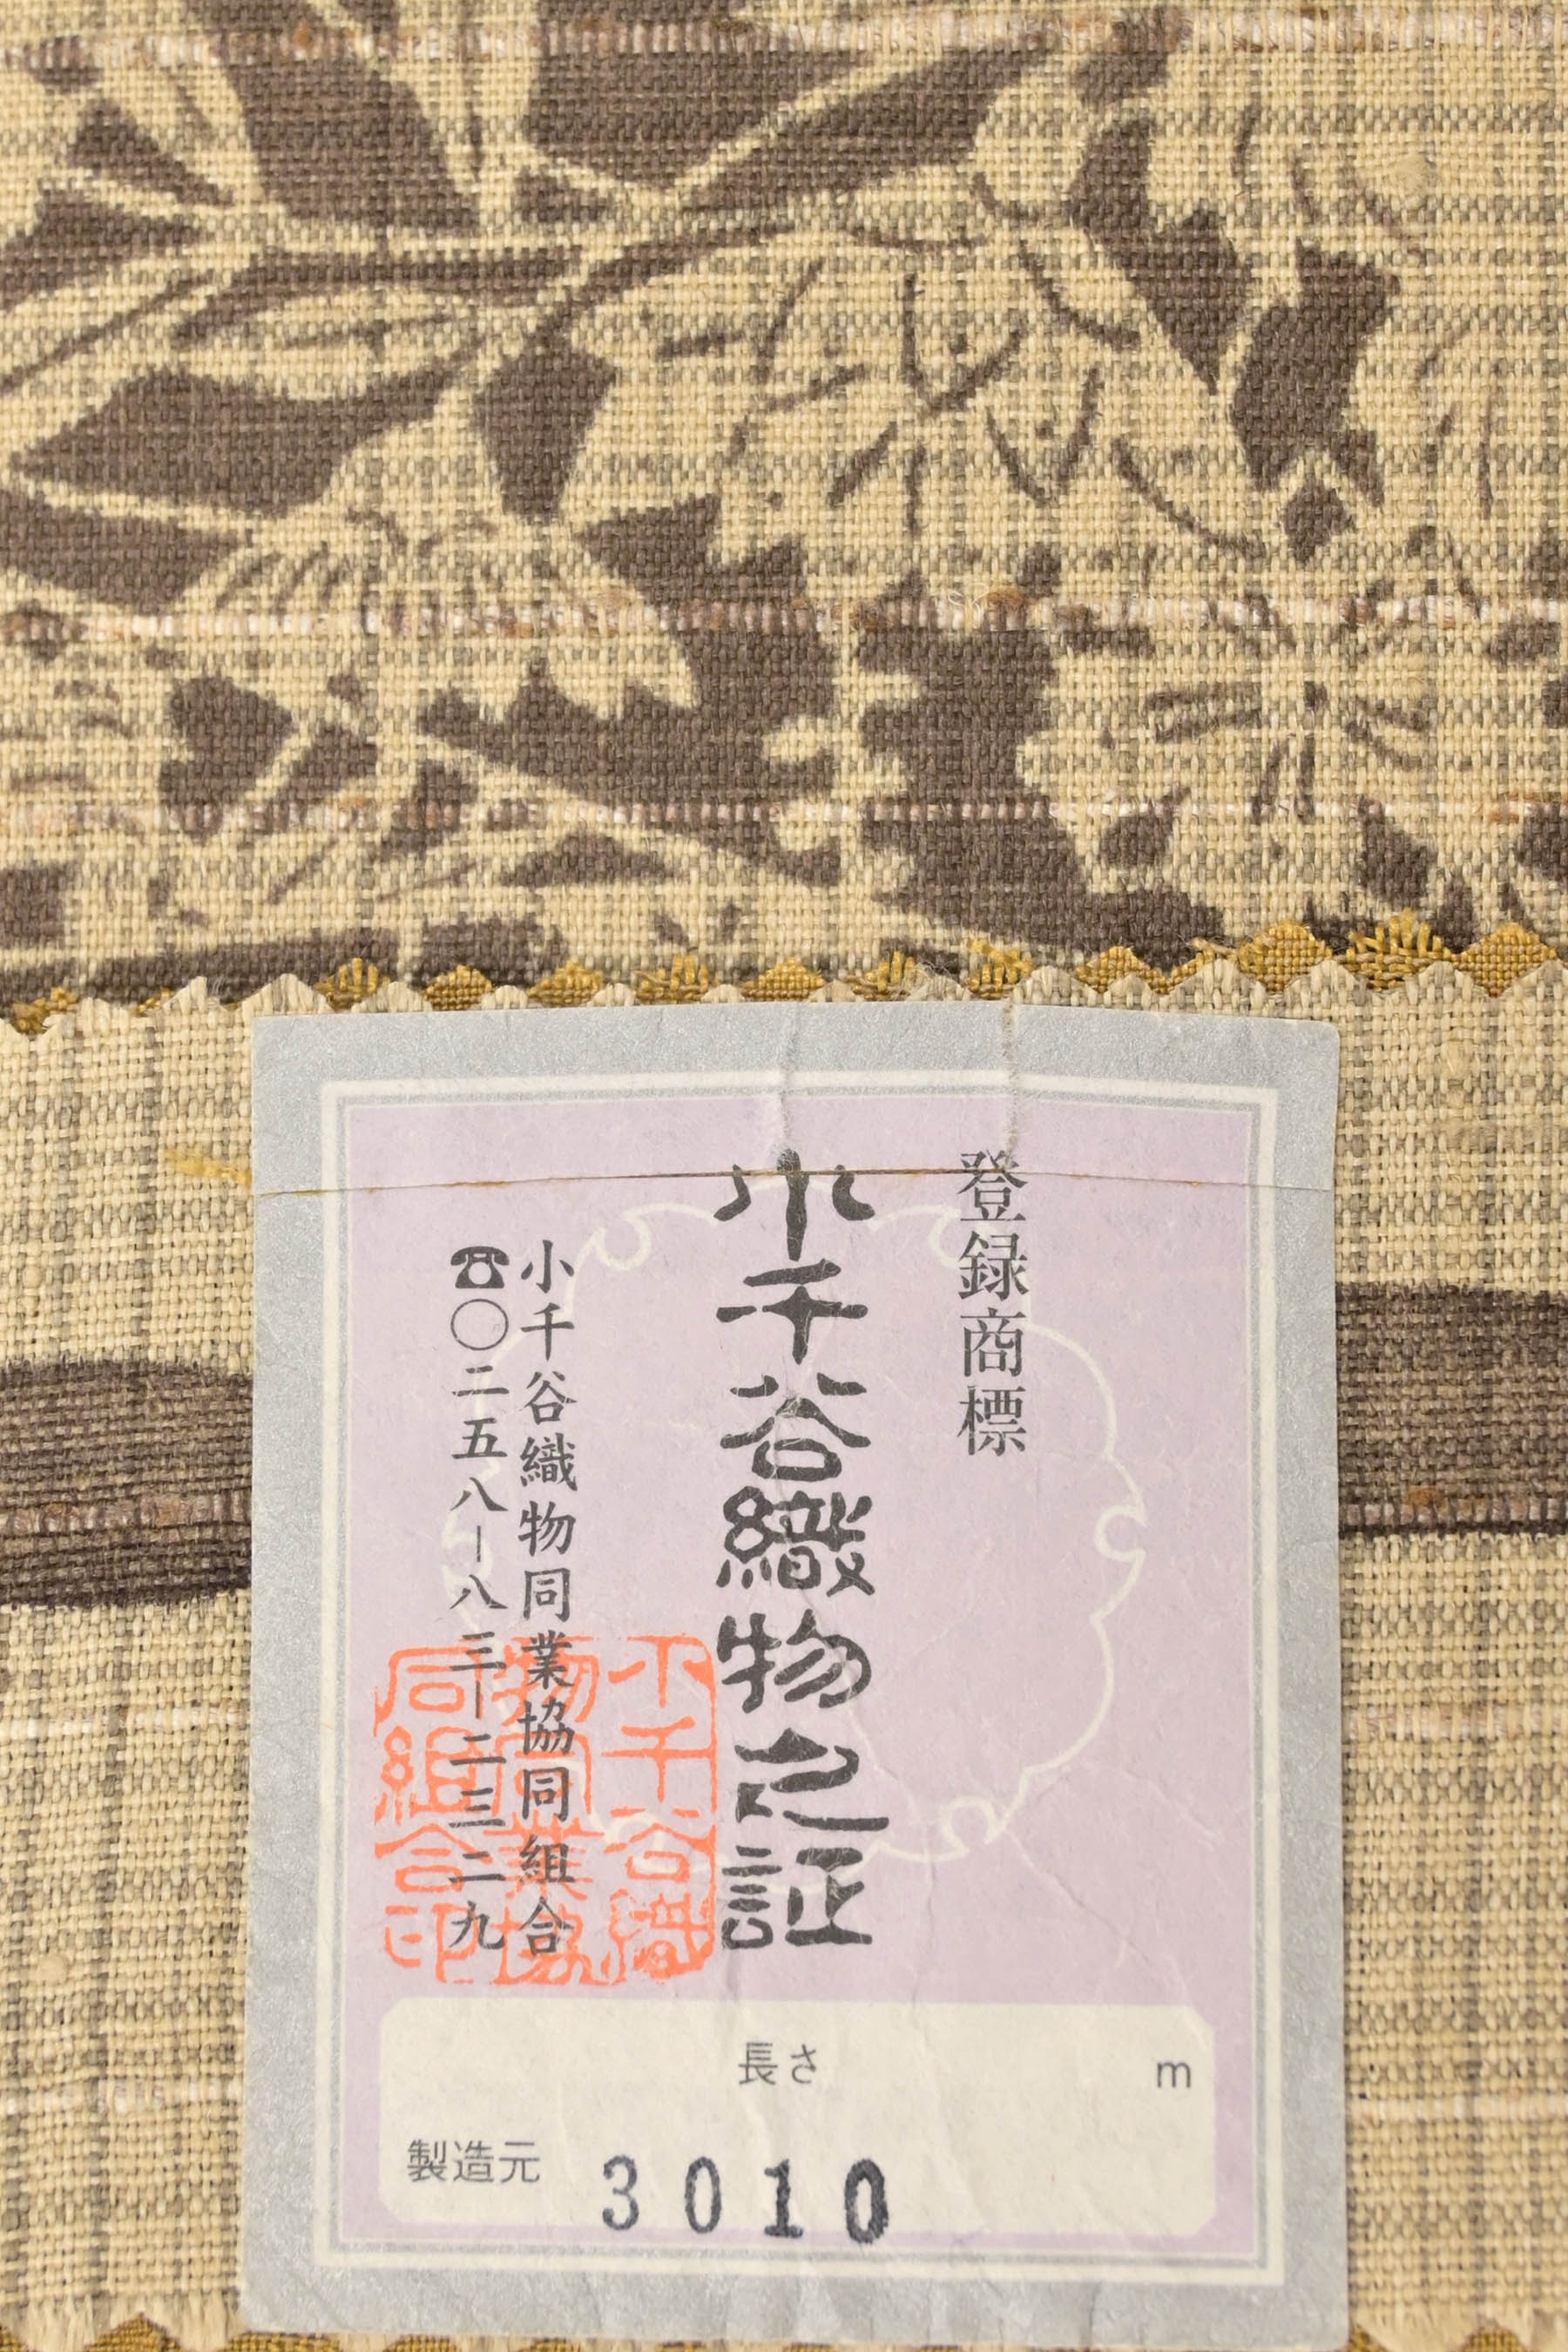 登録商標
小千谷織物之証
小千谷織物同業協同組合
☎〇二五八-八三-二三二九
小千谷織
物同業協
同組合印
長さ m
製造元 3010